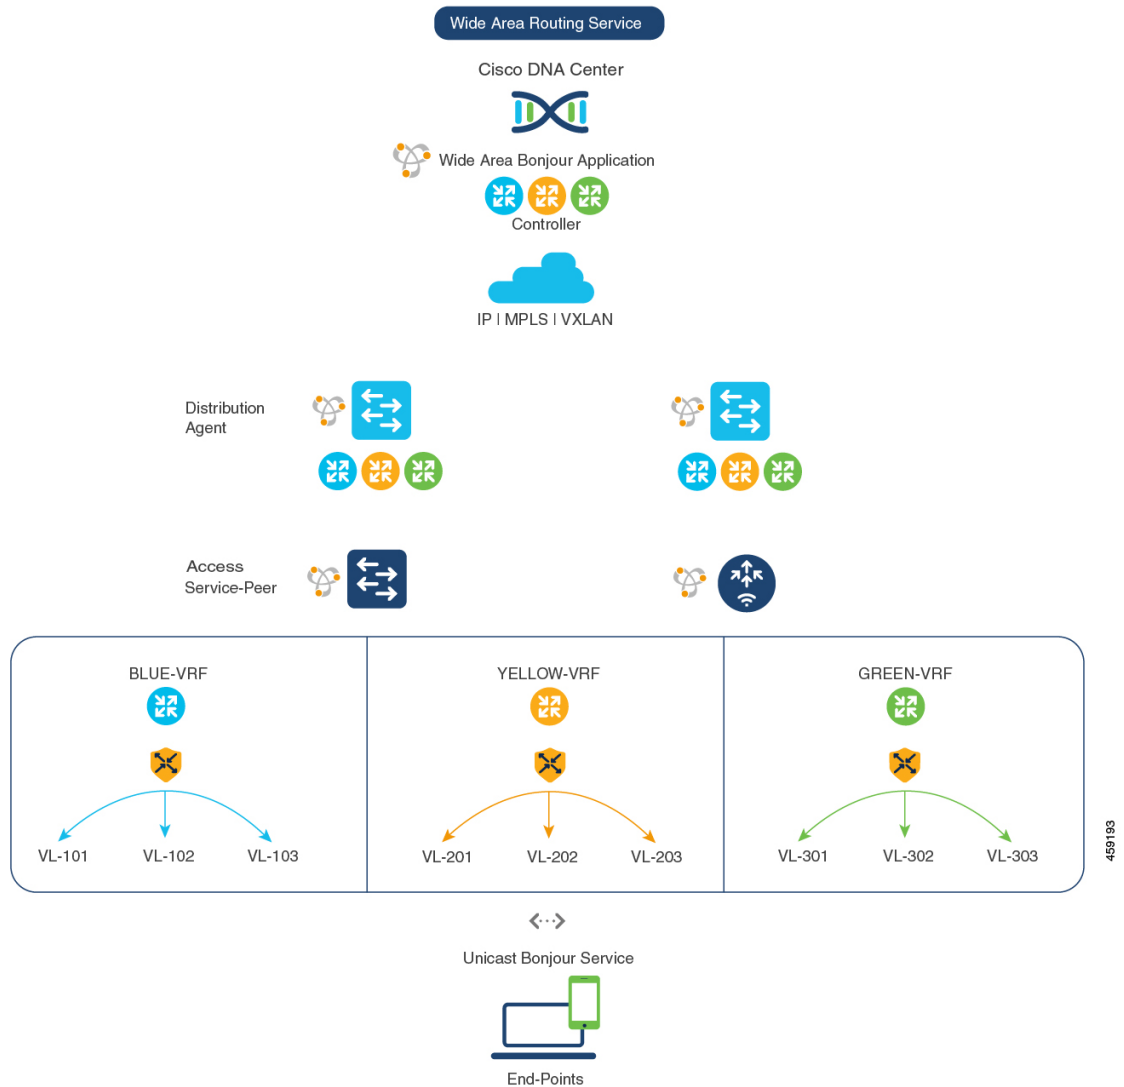 Wide Area Routing Service
Cisco DNA Center
Wide Area Bonjour Application
Controller
IP | MPLS | VXLAN
Distribution
Agent
Access
Service-Peer
BLUE-VRF
YELLOW-VRF
GREEN-VRF
VL-101
VL-102
VL-103
VL-201
VL-202
VL-203
VL-301
VL-302
VL-303
459193
Unicast Bonjour Service
End-Points